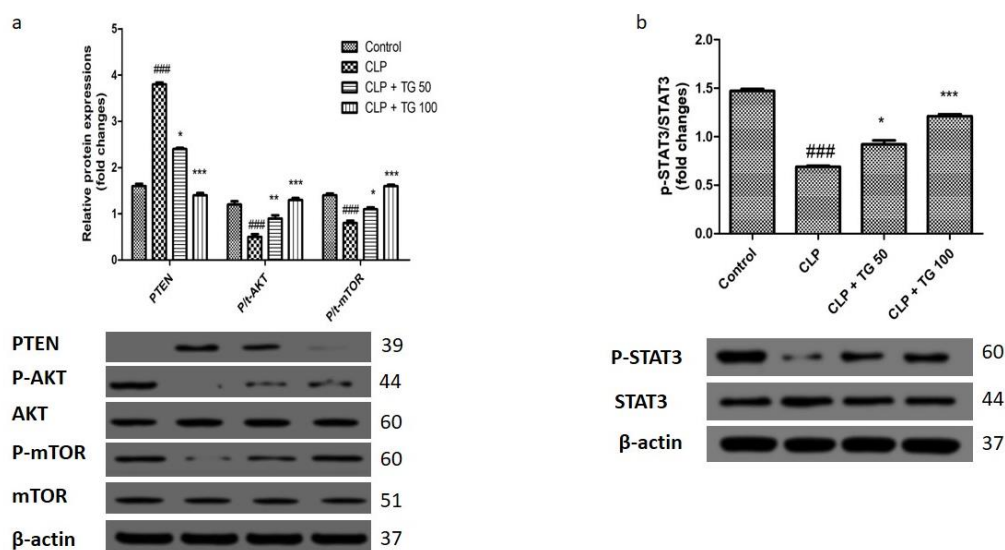 a
Relative protein expressions
(fold changes)
5
4
3
2
1
0
###
*
***
###
**
***
###
*
***
Control
CLP
CLP + TG 50
CLP + TG 100
PTEN
P/t-AKT
P/t-mTOR
PTEN 39
P-AKT 44
AKT 60
P-mTOR 60
mTOR 51
β-actin 37
b
p-STAT3/STAT3
(fold changes)
2.0
1.5
1.0
0.5
0.0
###
*
***
Control
CLP
CLP + TG 50
CLP + TG 100
P-STAT3 60
STAT3 44
β-actin 37